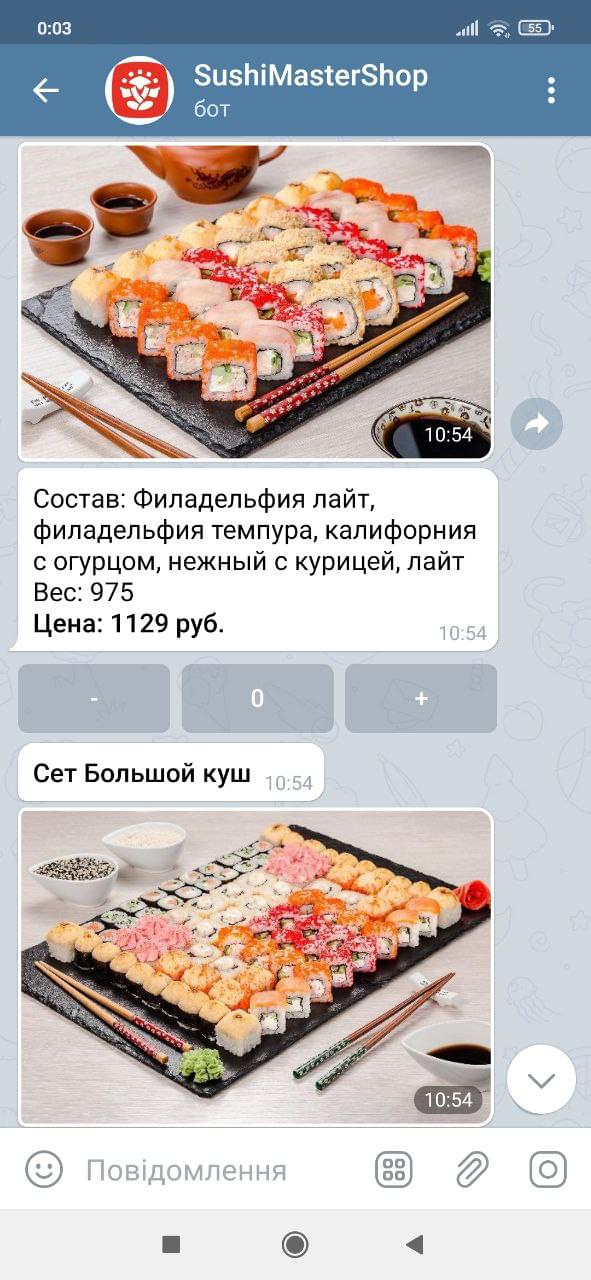 0:03
55
SushiMasterShop
бот
10:54
Состав: Филадельфия лайт,
филадельфия темпура, калифорния
с огурцом, нежный с курицей, лайт
Вес: 975
Цена: 1129 руб.
10:54
-
0
+
Сет Большой куш
10:54
10:54
Повідомлення